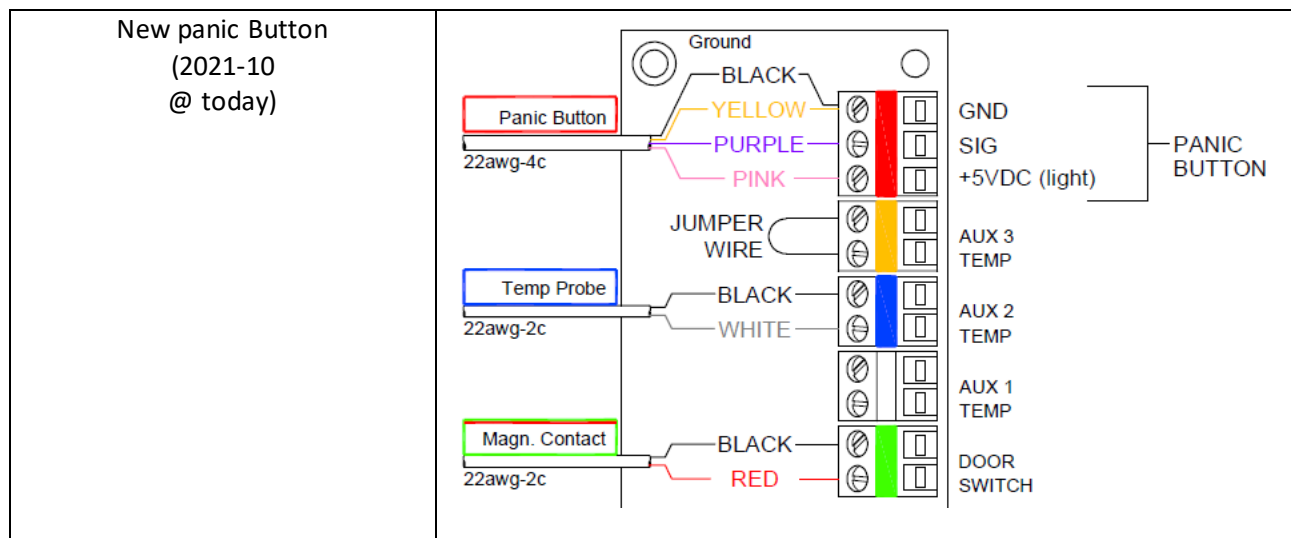 New panic Button
(2021-10
@ today)
Ground
BLACK
Panic Button
YELLOW
GND
PURPLE
SIG
PANIC
BUTTON
22awg-4c
PINK
+5VDC (light)
JUMPER
WIRE
AUX 3
TEMP
Temp Probe
BLACK
22awg-2c
WHITE
AUX 2
TEMP
AUX 1
TEMP
Magn. Contact
BLACK
22awg-2c
RED
DOOR
SWITCH